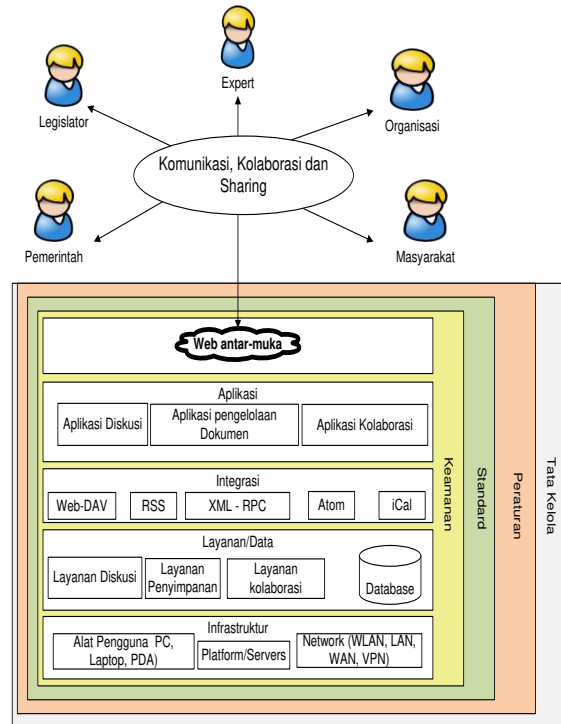 Expert
Legislator
Organisasi
Komunikasi, Kolaborasi dan
Sharing
Pemerintah
Masyarakat
Web antar-muka
Aplikasi
Aplikasi Diskusi
Aplikasi pengelolaan
Dokumen
Aplikasi Kolaborasi
Integrasi
Web-DAV
RSS
XML - RPC
Atom
iCal
Layanan/Data
Layanan Diskusi
Layanan
Penyimpanan
Layanan
kolaborasi
Database
Infrastruktur
Alat Pengguna PC,
Laptop, PDA)
Platform/Servers
Network (WLAN, LAN,
WAN, VPN)
Keamanan
Standard
Peraturan
Tata Kelola